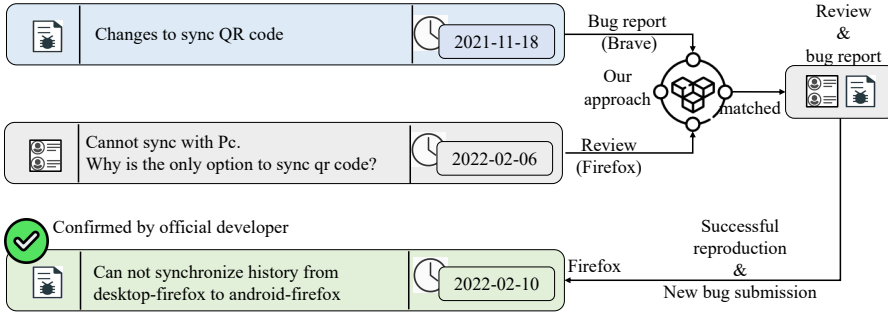 Changes to sync QR code
2021-11-18
Bug report
(Brave)
Our
approach
matched
Review
&
bug report
Cannot sync with Pc.
Why is the only option to sync qr code?
2022-02-06
Review
(Firefox)
Confirmed by official developer
Can not synchronize history from
desktop-firefox to android-firefox
2022-02-10
Firefox
Successful
reproduction
&
New bug submission